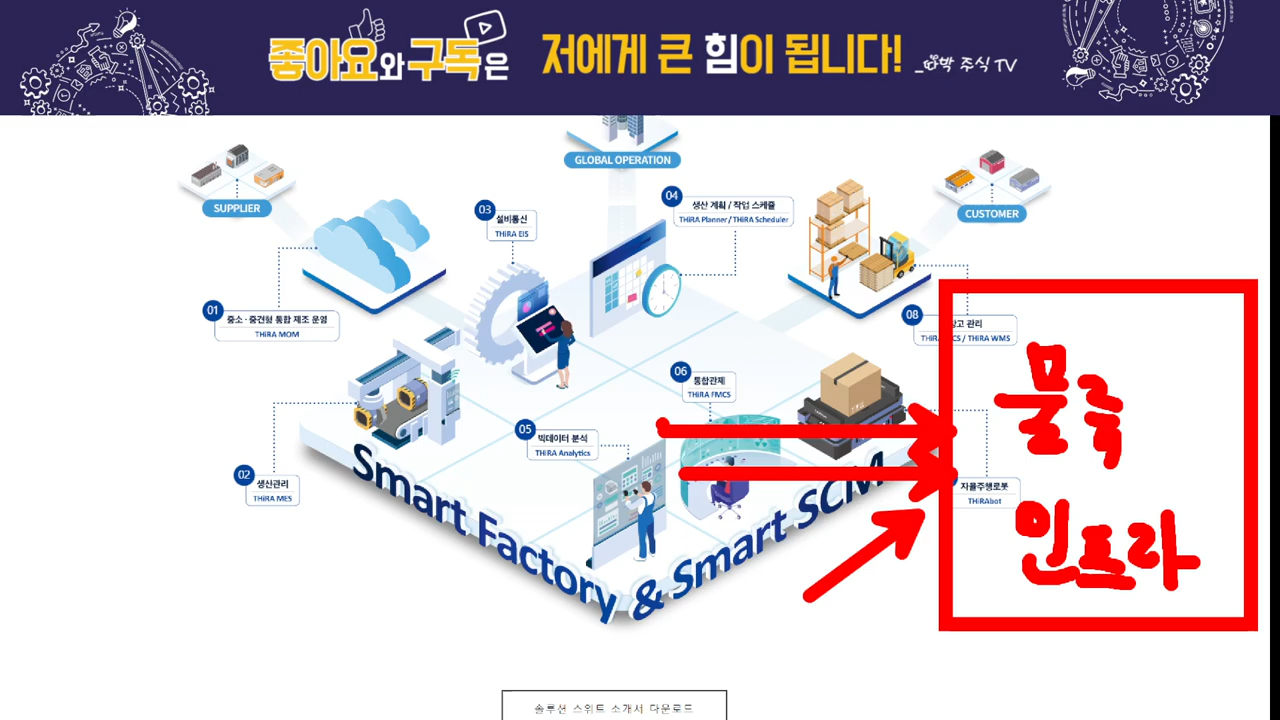 좋아요와 구독은 저에게 큰 힘이 됩니다!
주식 TV
GLOBAL OPERATION
SUPPLIER
CUSTOMER
01
중소·중견형 통합 제조 운영
THiRA MOM
02
생산관리
THiRA MES
03
설비통신
THiRA EIS
04
생산 계획 / 작업 스케쥴
THiRA Planner / THiRA Scheduler
05
빅데이터 분석
THiRA Analytics
06
통합관제
THiRA FMCS
08
관리
/ THiRA WMS
자율주행로봇
THiRAbot
물류
인프라
Smart Factory & Smart SCM
솔루션 스위트 소개서 다운로드